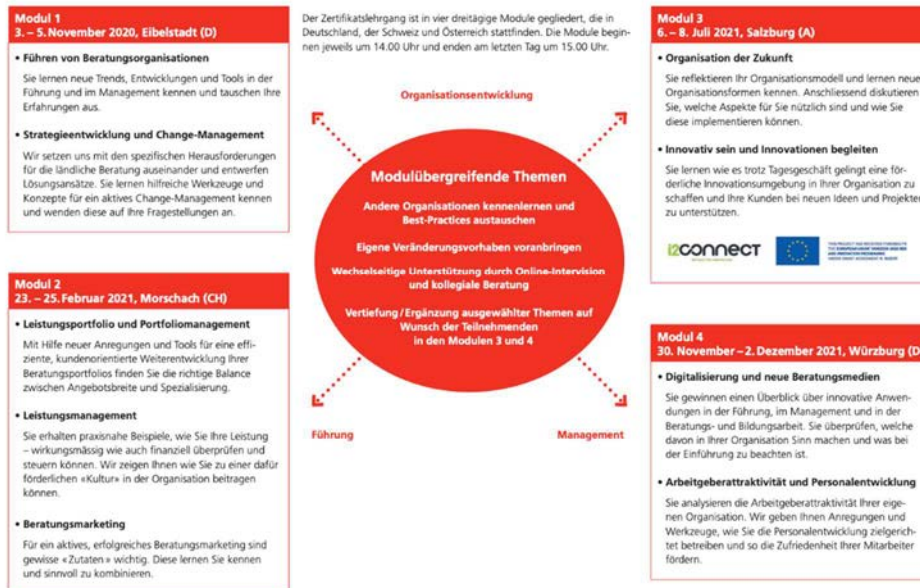 Modul 1
3. – 5. November 2020, Eibelstadt (D)
• Führen von Beratungsorganisationen
Sie lernen neue Trends, Entwicklungen und Tools in der
Führung und im Management kennen und tauschen Ihre
Erfahrungen aus.
• Strategieentwicklung und Change-Management
Wir setzen uns mit den spezifischen Herausforderungen
für die ländliche Beratung auseinander und entwerfen
Lösungsansätze. Sie lernen hilfreiche Werkzeuge und
Konzepte für ein aktives Change-Management kennen
und wenden diese auf Ihre Fragestellungen an.
Modul 2
23. – 25. Februar 2021, Morschach (CH)
• Leistungsportfolio und Portfoliomanagement
Mit Hilfe neuer Anregungen und Tools für eine effi-
ziente, kundenorientierte Weiterentwicklung Ihrer
Beratungsportfolios finden Sie die richtige Balance
zwischen Angebotsbreite und Spezialisierung.
• Leistungsmanagement
Sie erhalten praxisnahe Beispiele, wie Sie Ihre Leistung
– wirkungsmässig wie auch finanziell überprüfen und
steuern können. Wir zeigen Ihnen wie Sie zu einer dafür
förderlichen «Kultur» in der Organisation beitragen
können.
• Beratungsmarketing
Für ein aktives, erfolgreiches Beratungsmarketing sind
gewisse «Zutaten» wichtig. Diese lernen Sie kennen
und sinnvoll zu kombinieren.
Der Zertifikatslehrgang ist in vier dreitägige Module gegliedert, die in
Deutschland, der Schweiz und Österreich stattfinden. Die Module begin-
nen jeweils um 14.00 Uhr und enden am letzten Tag um 15.00 Uhr.
Organisationsentwicklung
Modulübergreifende Themen
Andere Organisationen kennenlernen und
Best-Practices austauschen
Eigene Veränderungsvorhaben voranbringen
Wechselseitige Unterstützung durch Online-Intervision
und kollegiale Beratung
Vertiefung/Ergänzung ausgewählter Themen auf
Wunsch der Teilnehmenden
in den Modulen 3 und 4
Führung
Management
Modul 3
6. – 8. Juli 2021, Salzburg (A)
• Organisation der Zukunft
Sie reflektieren Ihr Organisationsmodell und lernen neue
Organisationsformen kennen. Anschliessend diskutieren
Sie, welche Aspekte für Sie nützlich sind und wie Sie
diese implementieren können.
• Innovativ sein und Innovationen begleiten
Sie lernen wie es trotz Tagesgeschäft gelingt eine för-
derliche Innovationsumgebung in Ihrer Organisation zu
schaffen und Ihre Kunden bei neuen Ideen und Projekten
zu unterstützen.
i2connect
Modul 4
30. November – 2. Dezember 2021, Würzburg (D
• Digitalisierung und neue Beratungsmedien
Sie gewinnen einen Überblick über innovative Anwen-
dungen in der Führung, im Management und in der
Beratungs- und Bildungsarbeit. Sie überprüfen, welche
davon in Ihrer Organisation Sinn machen und was bei
der Einführung zu beachten ist.
• Arbeitgeberattraktivität und Personalentwicklung
Sie analysieren die Arbeitgeberattraktivität Ihrer eige-
nen Organisation. Wir geben Ihnen Anregungen und
Werkzeuge, wie Sie die Personalentwicklung zielgerich-
tet betreiben und so die Zufriedenheit Ihrer Mitarbeiter
fördern.